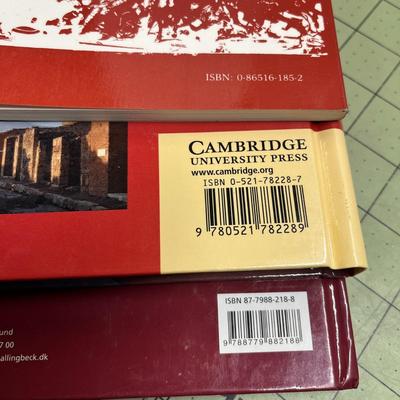 ISBN: 0-86516-185-2
CAMBRIDGE
UNIVERSITY PRESS
www.cambridge.org
ISBN 0-521-78228-7
9 780521 782289
ISBN 87-7988-218-8
9 788779 882188
und
7 00
allingbeck.dk